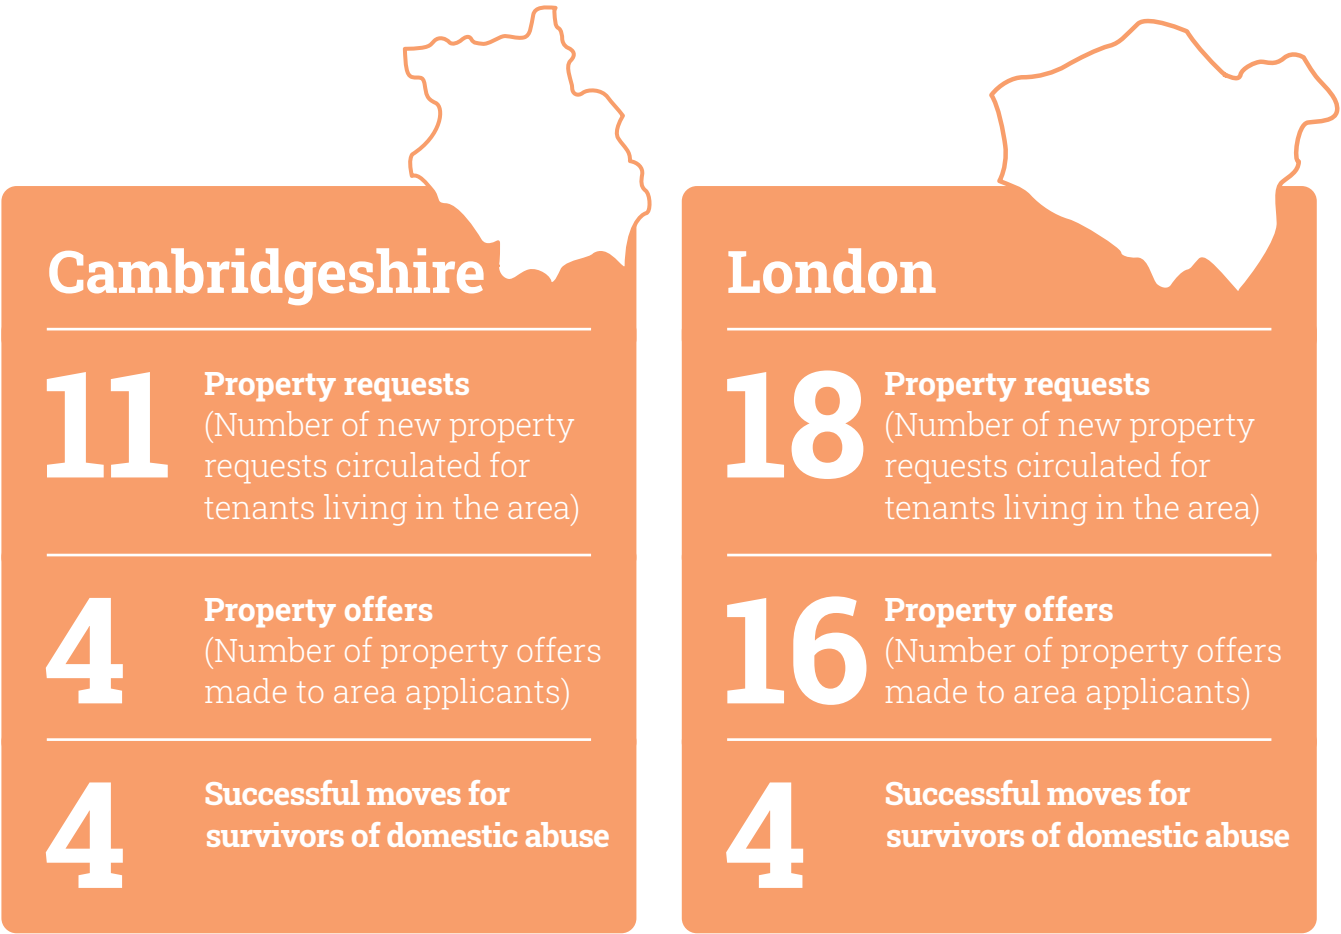 Cambridgeshire
11
Property requests
(Number of new property
requests circulated for
tenants living in the area)
4
Property offers
(Number of property offers
made to area applicants)
4
Successful moves for
survivors of domestic abuse
London
18
Property requests
(Number of new property
requests circulated for
tenants living in the area)
16
Property offers
(Number of property offers
made to area applicants)
4
Successful moves for
survivors of domestic abuse